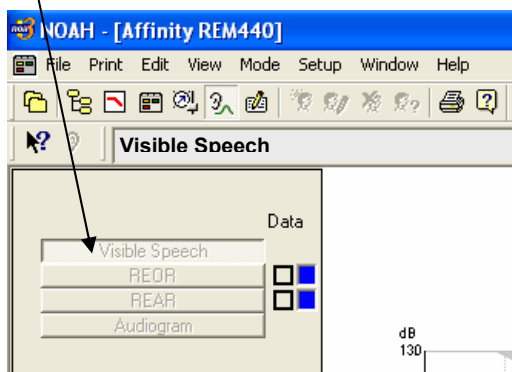 NOAH - [Affinity REM440]
File Print Edit View Mode Setup Window Help
Visible Speech
Data
Visible Speech
REOR
REAR
Audiogram
dB
130